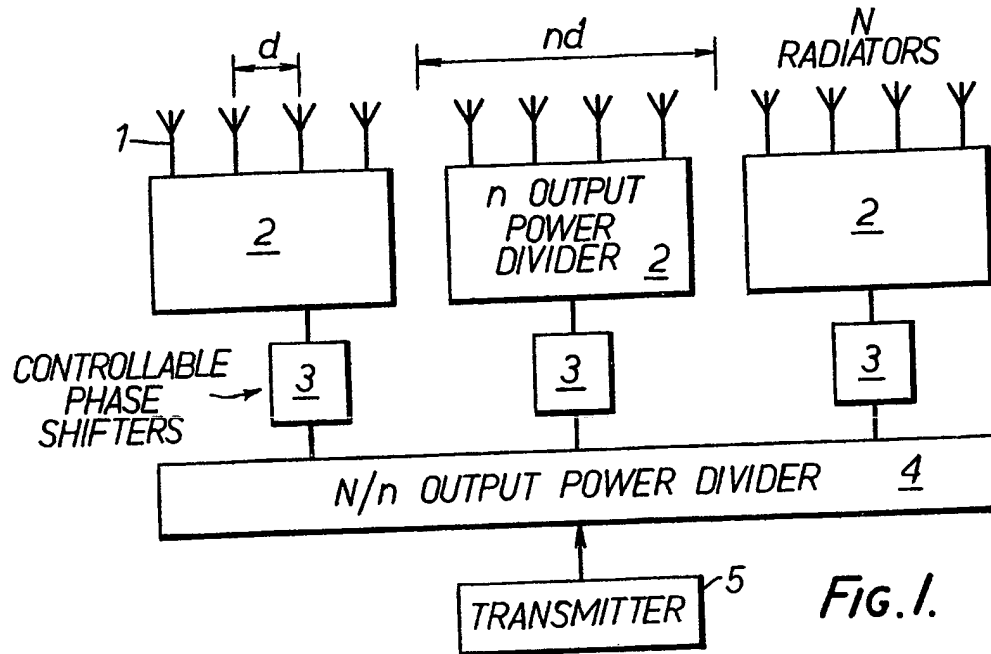 d
nd
N
RADIATORS
1
2
n OUTPUT
POWER
DIVIDER 2
2
CONTROLLABLE
PHASE
SHIFTERS
3
3
3
N/n OUTPUT POWER DIVIDER 4
TRANSMITTER
5
FIG.1.